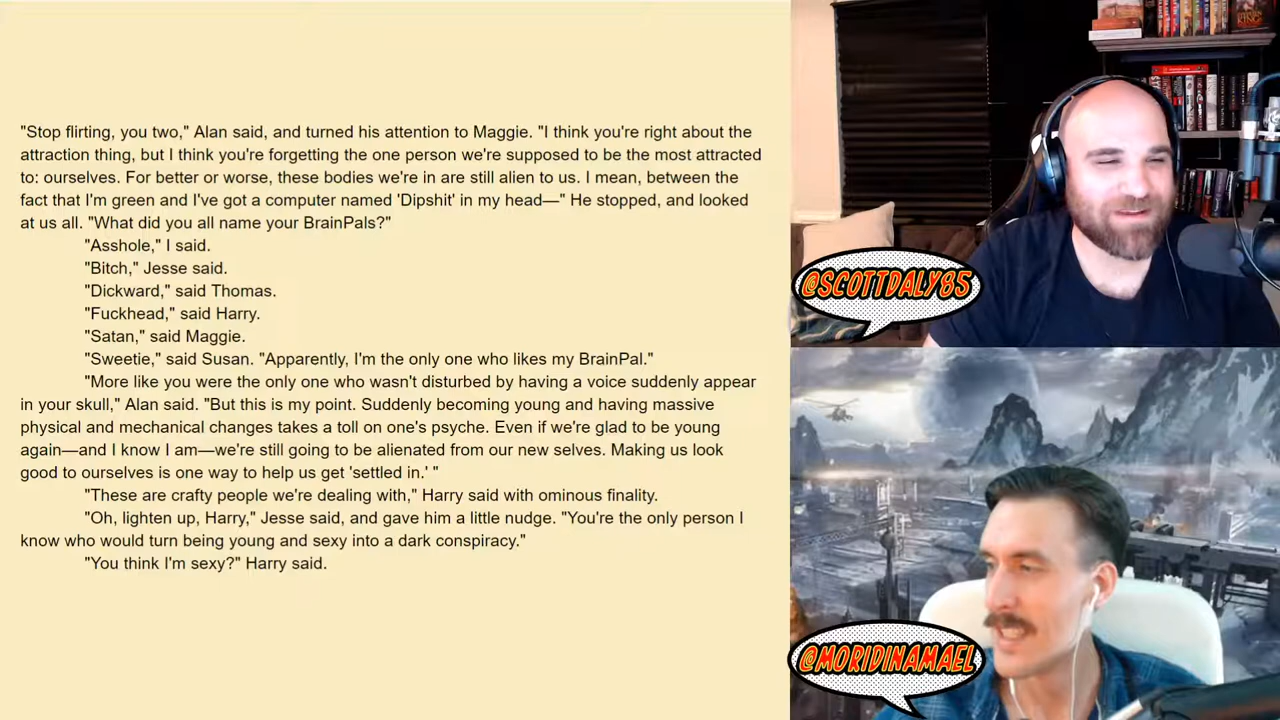 "Stop flirting, you two," Alan said, and turned his attention to Maggie. "I think you're right about the
attraction thing, but I think you're forgetting the one person we're supposed to be the most attracted
to: ourselves. For better or worse, these bodies we're in are still alien to us. I mean, between the
fact that I'm green and I've got a computer named 'Dipshit' in my head—" He stopped, and looked
at us all. "What did you all name your BrainPals?"
"Asshole," I said.
"Bitch," Jesse said.
"Dickward," said Thomas.
"Fuckhead," said Harry.
"Satan," said Maggie.
"Sweetie," said Susan. "Apparently, I'm the only one who likes my BrainPal."
"More like you were the only one who wasn't disturbed by having a voice suddenly appear
in your skull," Alan said. "But this is my point. Suddenly becoming young and having massive
physical and mechanical changes takes a toll on one's psyche. Even if we're glad to be young
again—and I know I am—we're still going to be alienated from our new selves. Making us look
good to ourselves is one way to help us get 'settled in.' "
"These are crafty people we're dealing with," Harry said with ominous finality.
"Oh, lighten up, Harry," Jesse said, and gave him a little nudge. "You're the only person I
know who would turn being young and sexy into a dark conspiracy."
"You think I'm sexy?" Harry said.
@SCOTTDALY85
@MORIDINAMAEL